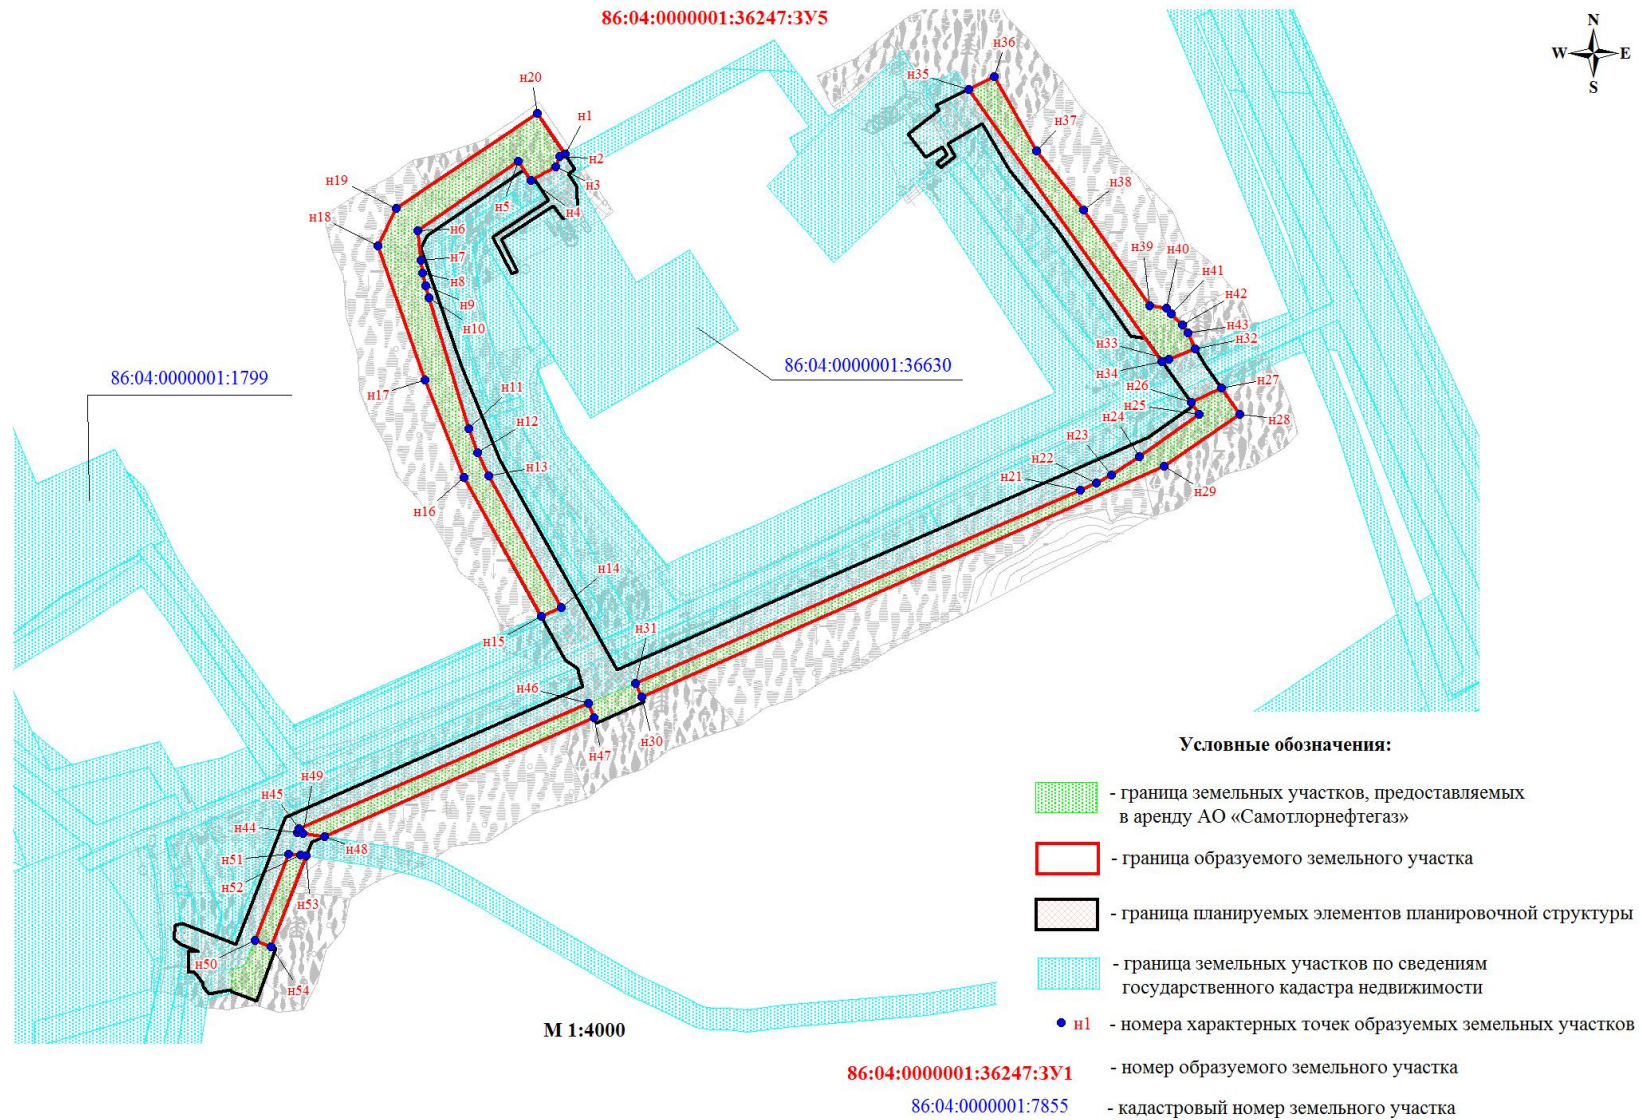 86:04:0000001:36247:ЗУ5
N
W
E
S
н36
н35
н20
н1
н2
н37
н3
н19
н5
н4
н38
н18
н6
н7
н39
н40
н8
н41
н9
н42
н10
н43
н33
н32
86:04:0000001:36630
н34
86:04:0000001:1799
н11
н26
н27
н17
н25
н12
н24
н28
н23
н13
н22
н29
н21
н16
н14
н31
н15
н46
н30
н47
Условные обозначения:
н49
н45
- граница земельных участков, предоставляемых
в аренду АО «Самотлорнефтегаз»
н44
н48
н51
- граница образуемого земельного участка
н52
н53
- граница планируемых элементов планировочной структуры
н50
н54
- граница земельных участков по сведениям
государственного кадастра недвижимости
М 1:4000
н1 - номера характерных точек образуемых земельных участков
86:04:0000001:36247:ЗУ1 - номер образуемого земельного участка
86:04:0000001:7855 - кадастровый номер земельного участка